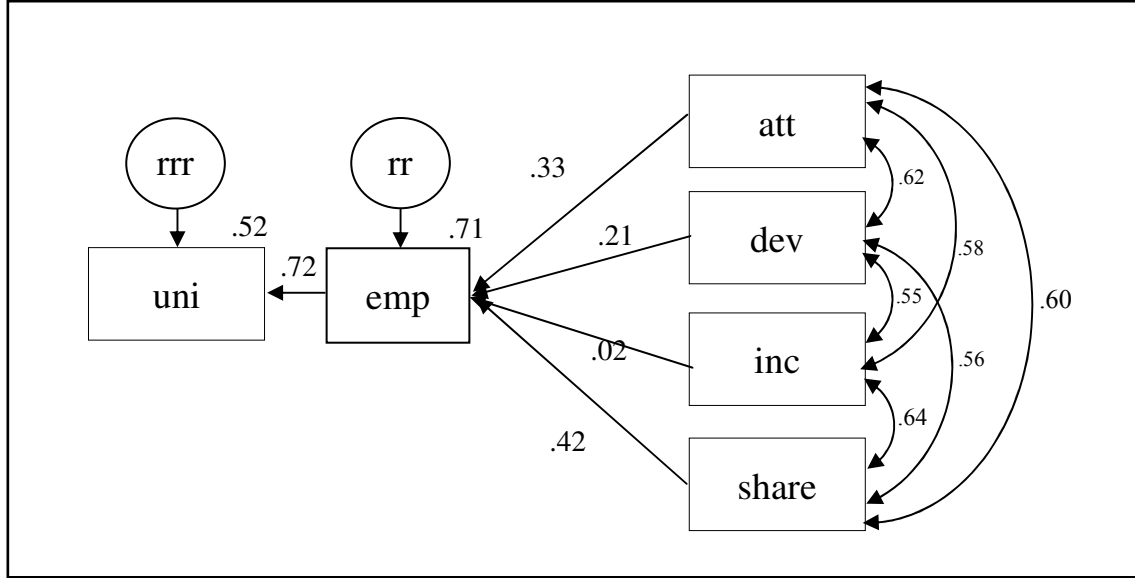 att
rrr
rr
.33
.62
.52
.71
.21
dev
.58
.72
uni
emp
.55
.60
.02
inc
.56
.64
.42
share